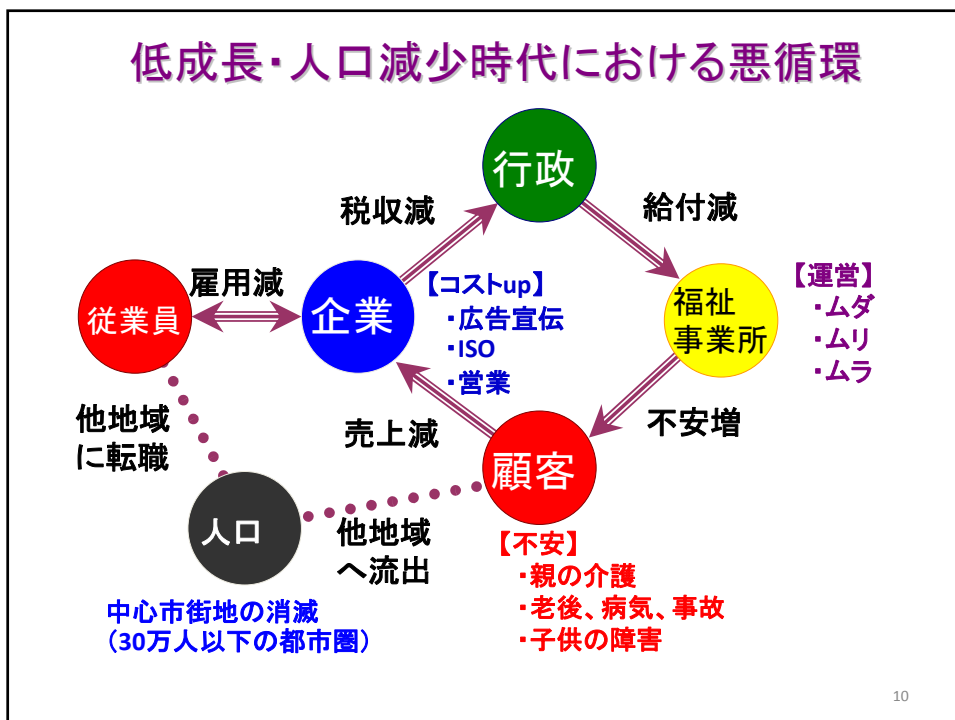 低成長・人口減少時代における悪循環
行政
税収減
給付減
雇用減
従業員
企業
【コストup】
・広告宣伝
・ISO
・営業
福祉
事業所
【運営】
・ムダ
・ムリ
・ムラ
他地域
に転職
売上減
不安増
顧客
人口
他地域
へ流出
【不安】
・親の介護
・老後、病気、事故
・子供の障害
中心市街地の消滅
（30万人以下の都市圏）
10